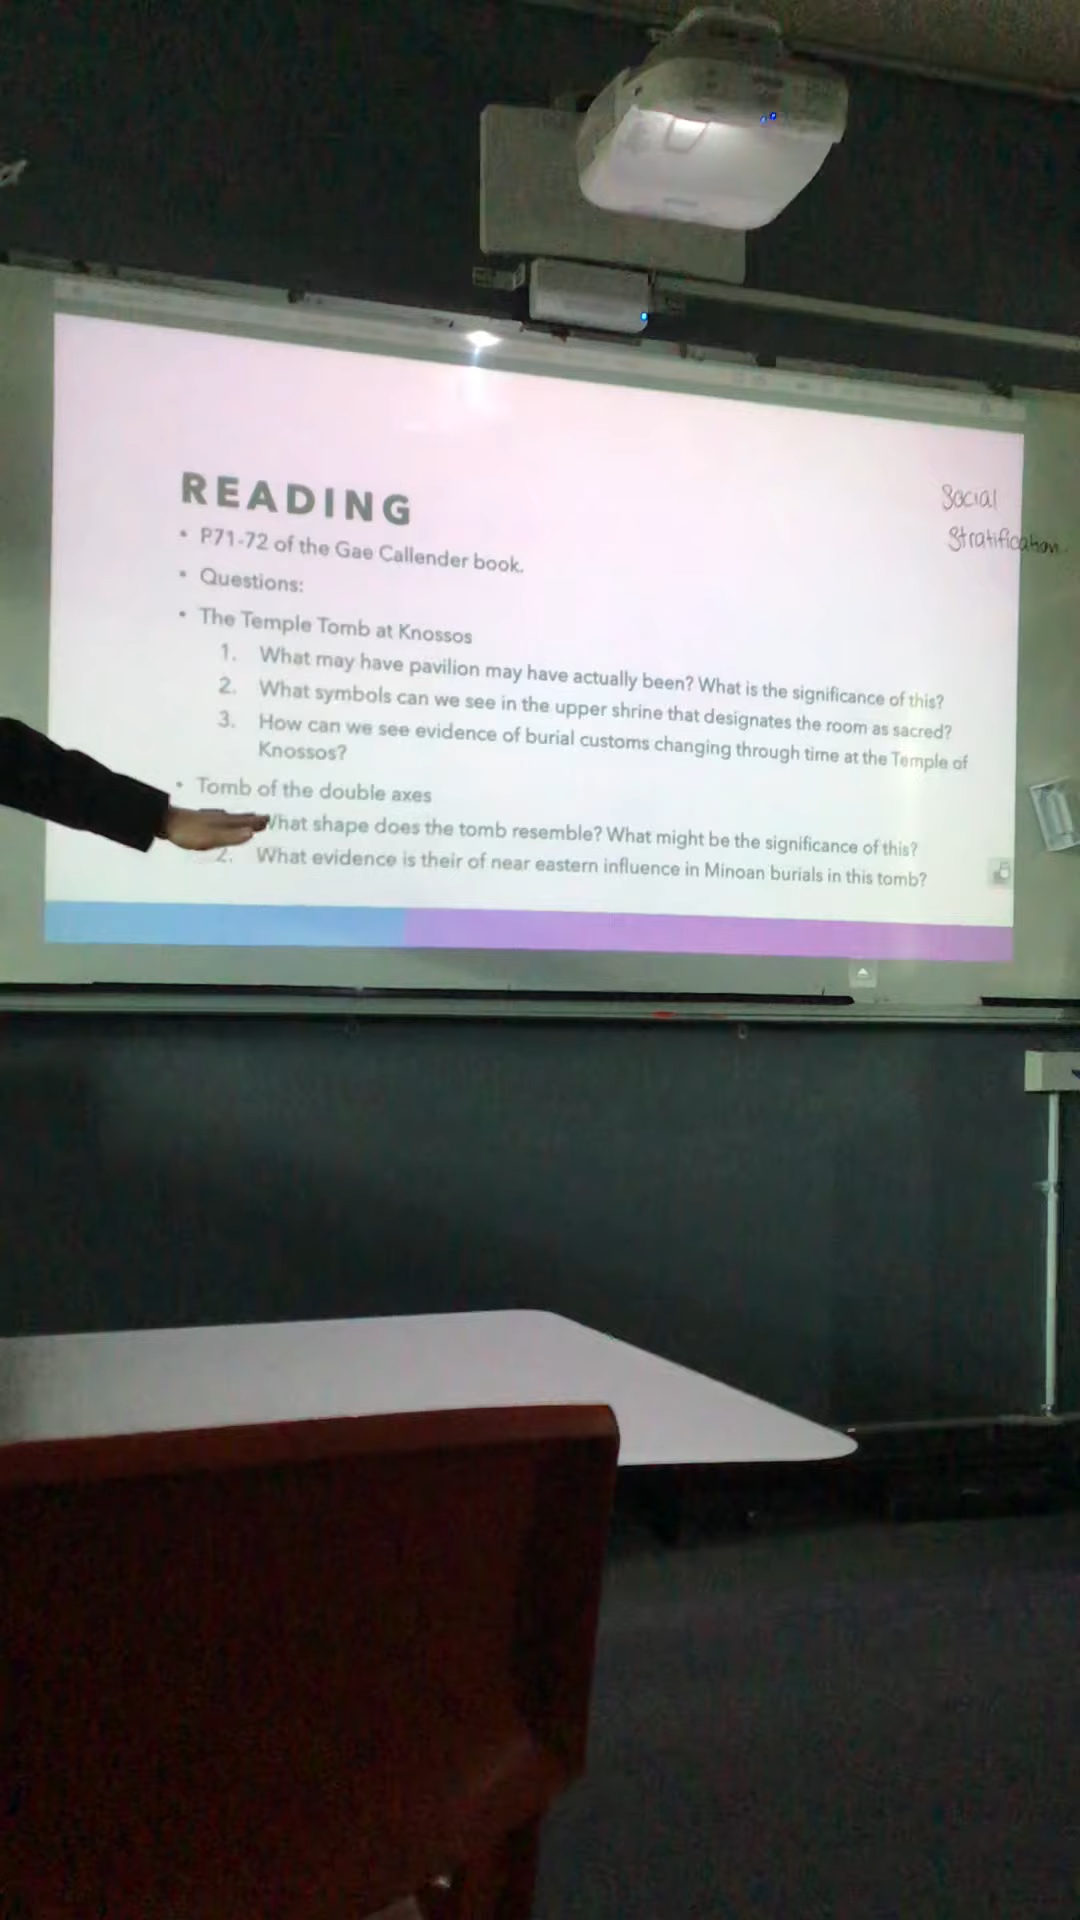 READING
• P71-72 of the Gae Callender book.
• Questions:
• The Temple Tomb at Knossos
1. What may have pavilion may have actually been? What is the significance of this?
2. What symbols can we see in the upper shrine that designates the room as sacred?
3. How can we see evidence of burial customs changing through time at the Temple of
Knossos?
• Tomb of the double axes
What shape does the tomb resemble? What might be the significance of this?
2. What evidence is their of near eastern influence in Minoan burials in this tomb?
Social
Stratification